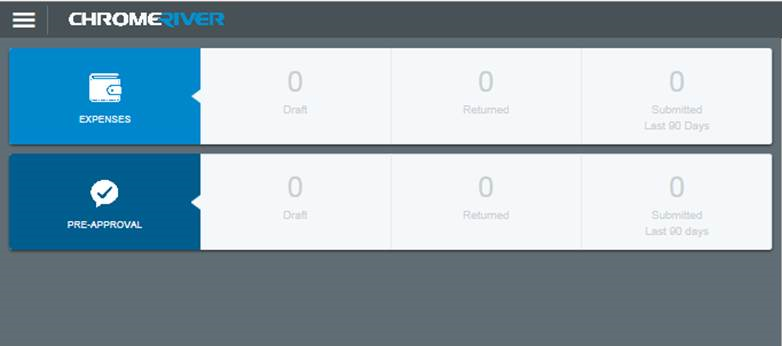 CHROMERIVER
EXPENSES
0
Draft
0
Returned
0
Submitted
Last 90 Days
PRE-APPROVAL
0
Draft
0
Returned
0
Submitted
Last 90 days